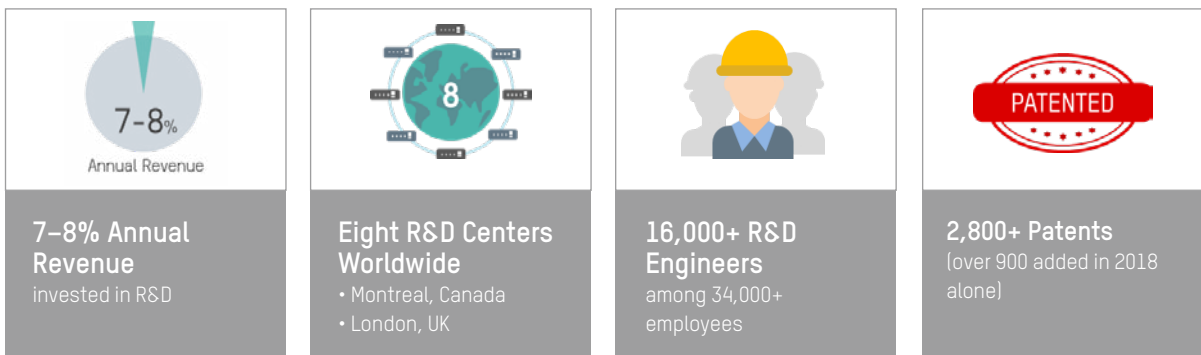 7-8%
Annual Revenue
7–8% Annual
Revenue
invested in R&D
8
Eight R&D Centers
Worldwide
• Montreal, Canada
• London, UK
16,000+ R&D
Engineers
among 34,000+
employees
PATENTED
2,800+ Patents
(over 900 added in 2018
alone)